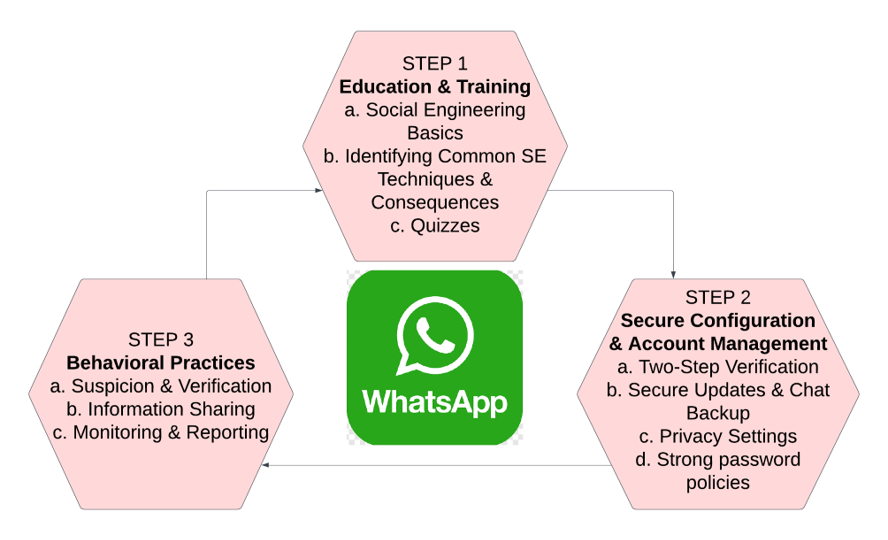 STEP 1
Education & Training
a. Social Engineering
Basics
b. Identifying Common SE
Techniques &
Consequences
c. Quizzes
STEP 2
Secure Configuration
& Account Management
a. Two-Step Verification
b. Secure Updates & Chat
Backup
c. Privacy Settings
d. Strong password
policies
STEP 3
Behavioral Practices
a. Suspicion & Verification
b. Information Sharing
c. Monitoring & Reporting
WhatsApp